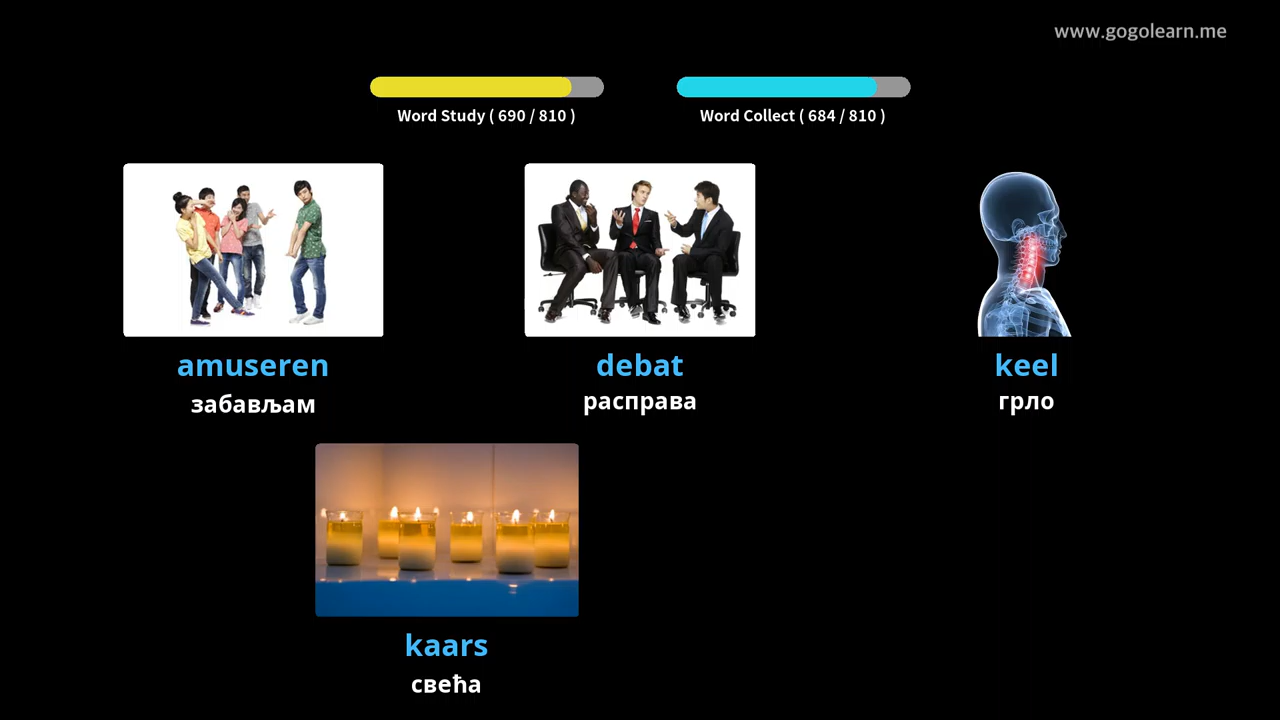 www.gogolearn.me
Word Study ( 690 / 810 )
Word Collect ( 684 / 810 )
amuseren
забављам
debat
расправа
keel
грло
kaars
свећа